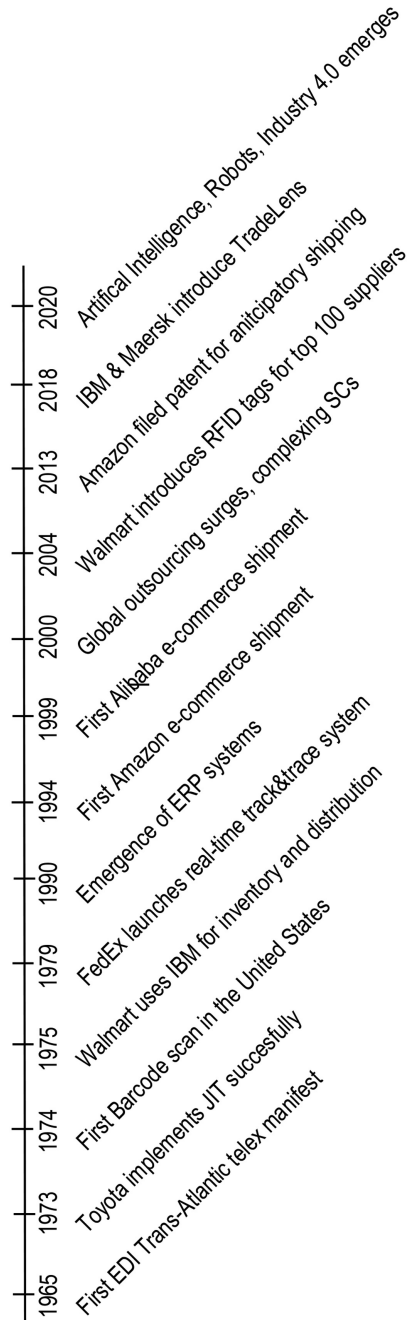 2020
Artifical Intelligence, Robots, Industry 4.0 emerges
2018
IBM & Maersk introduce TradeLens
2013
Amazon filed patent for anitcipatory shipping
2004
Walmart introduces RFID tags for top 100 suppliers
2000
Global outsourcing surges, complexing SCs
1999
First Alibaba e-commerce shipment
1994
First Amazon e-commerce shipment
1990
Emergence of ERP systems
1979
FedEx launches real-time track&trace system
1975
Walmart uses IBM for inventory and distribution
1974
First Barcode scan in the United States
1973
Toyota implements JIT succesfully
1965
First EDI Trans-Atlantic telex manifest